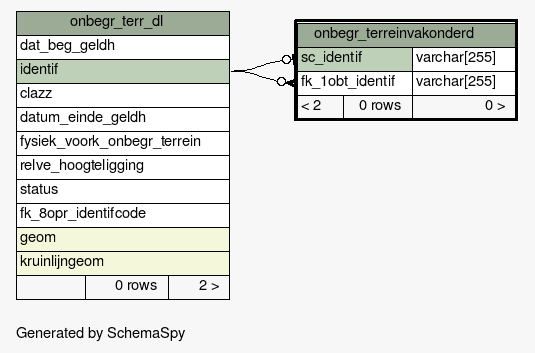 onbegr_terr_dl
dat_beg_geldh
identif
clazz
datum_einde_geldh
fysiek_voork_onbegr_terrein
relve_hoogteligging
status
fk_8opr_identifcode
geom
kruinlijngeom
0 rows 2 >
onbegr_terreinvakonderd
sc_identif varchar[255]
fk_1obt_identif varchar[255]
< 2 0 rows 0 >
Generated by SchemaSpy